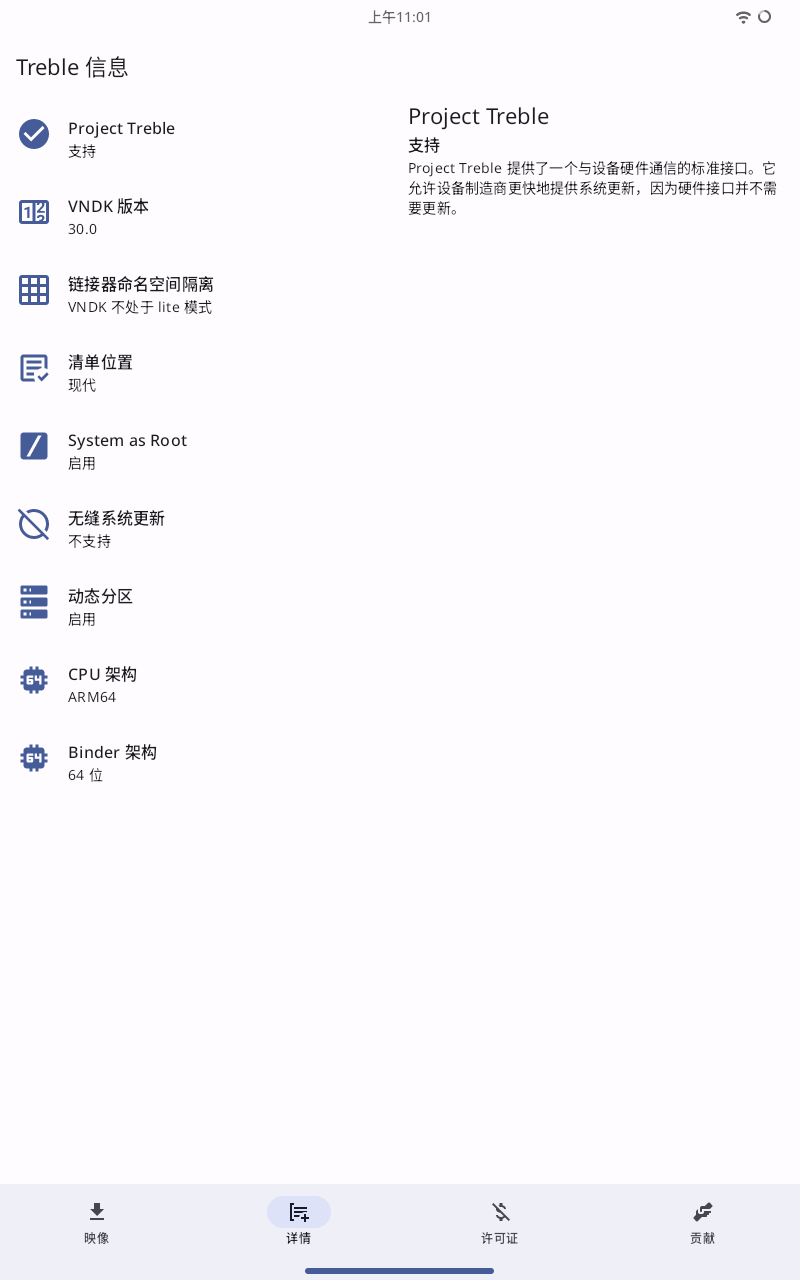 上午11:01
Treble 信息
Project Treble
支持
VNDK 版本
30.0
链接器命名空间隔离
VNDK 不处于 lite 模式
清单位置
现代
System as Root
启用
无缝系统更新
不支持
动态分区
启用
CPU 架构
ARM64
Binder 架构
64 位
Project Treble
支持
Project Treble 提供了一个与设备硬件通信的标准接口。它
允许设备制造商更快地提供系统更新，因为硬件接口并不需
要更新。
映像
详情
许可证
贡献